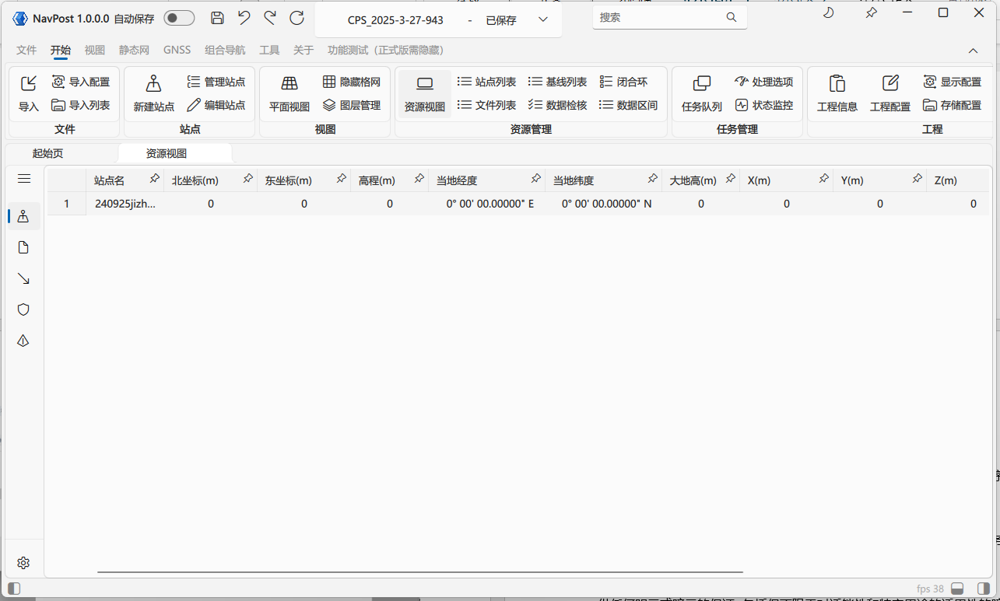 NavPost 1.0.0.0 自动保存 CPS_2025-3-27-943 - 已保存 搜索
文件 开始 视图 静态网 GNSS 组合导航 工具 关于 功能测试（正式版需隐藏）
导入 导入配置 新建站点 管理站点 平面视图 隐藏格网 资源视图 站点列表 基线列表 闭合环 任务队列 处理选项 工程信息 工程配置 显示配置
导入列表 编辑站点 图层管理 文件列表 数据检核 数据区间 状态监控 存储配置
文件 站点 视图 资源管理 任务管理 工程
起始页 资源视图
站点名 北坐标(m) 东坐标(m) 高程(m) 当地经度 当地纬度 大地高(m) X(m) Y(m) Z(m)
1 240925jizh... 0 0 0 0° 00' 00.00000" E 0° 00' 00.00000" N 0 0 0 0
fps 38